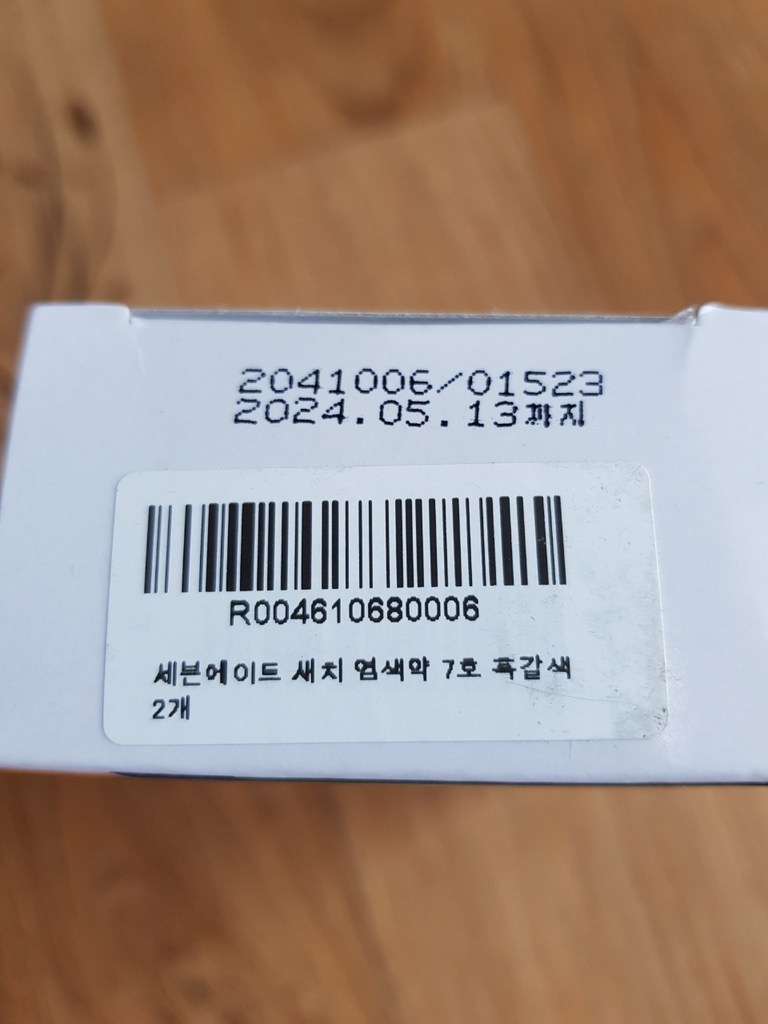 2041006/01523
2024.05.13까지
R004610680006
세븐에이트 새치 염색약 7호 흑갈색
2개